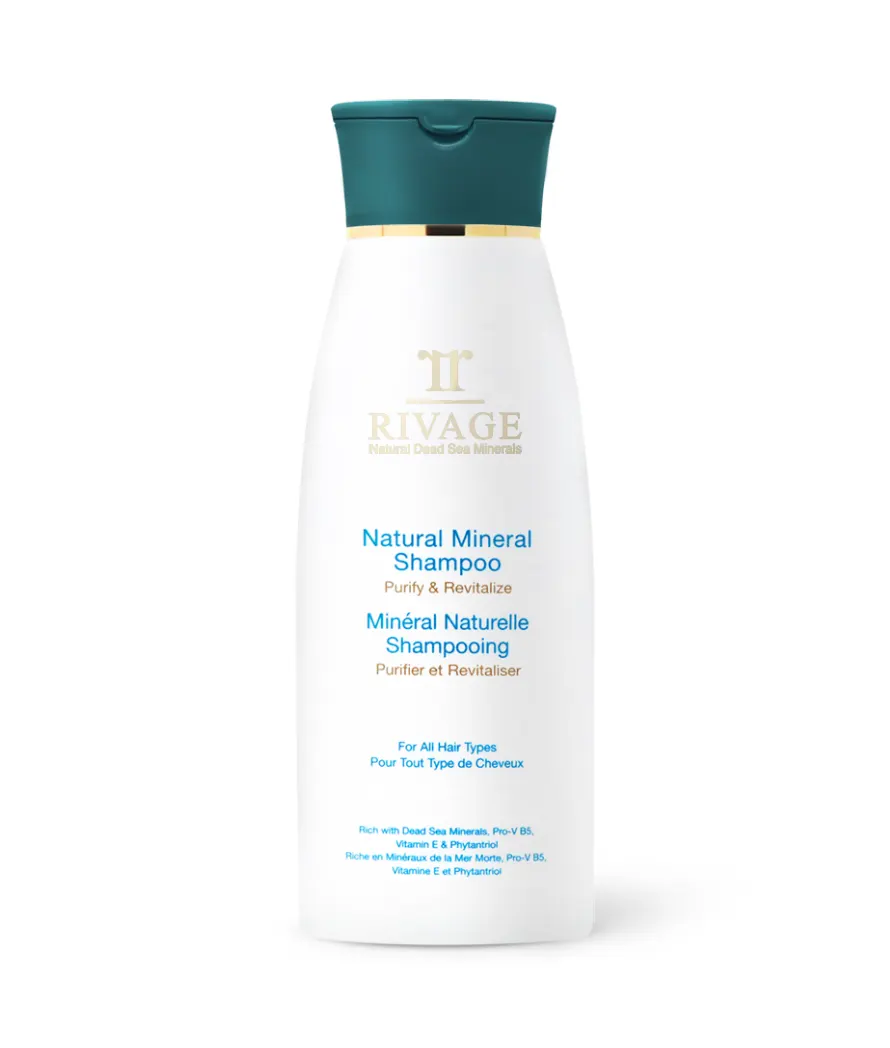 RIVAGE
Natural Dead Sea Minerals
Natural Mineral
Shampoo
Purify & Revitalize
Minéral Naturelle
Shampooing
Purifier et Revitaliser
For All Hair Types
Pour Tout Type de Cheveux
Rich with Dead Sea Minerals, Pro-V B5,
Vitamin E & Phytantriol
Riche en Minéraux de la Mer Morte, Pro-V B5,
Vitamine E et Phytantriol